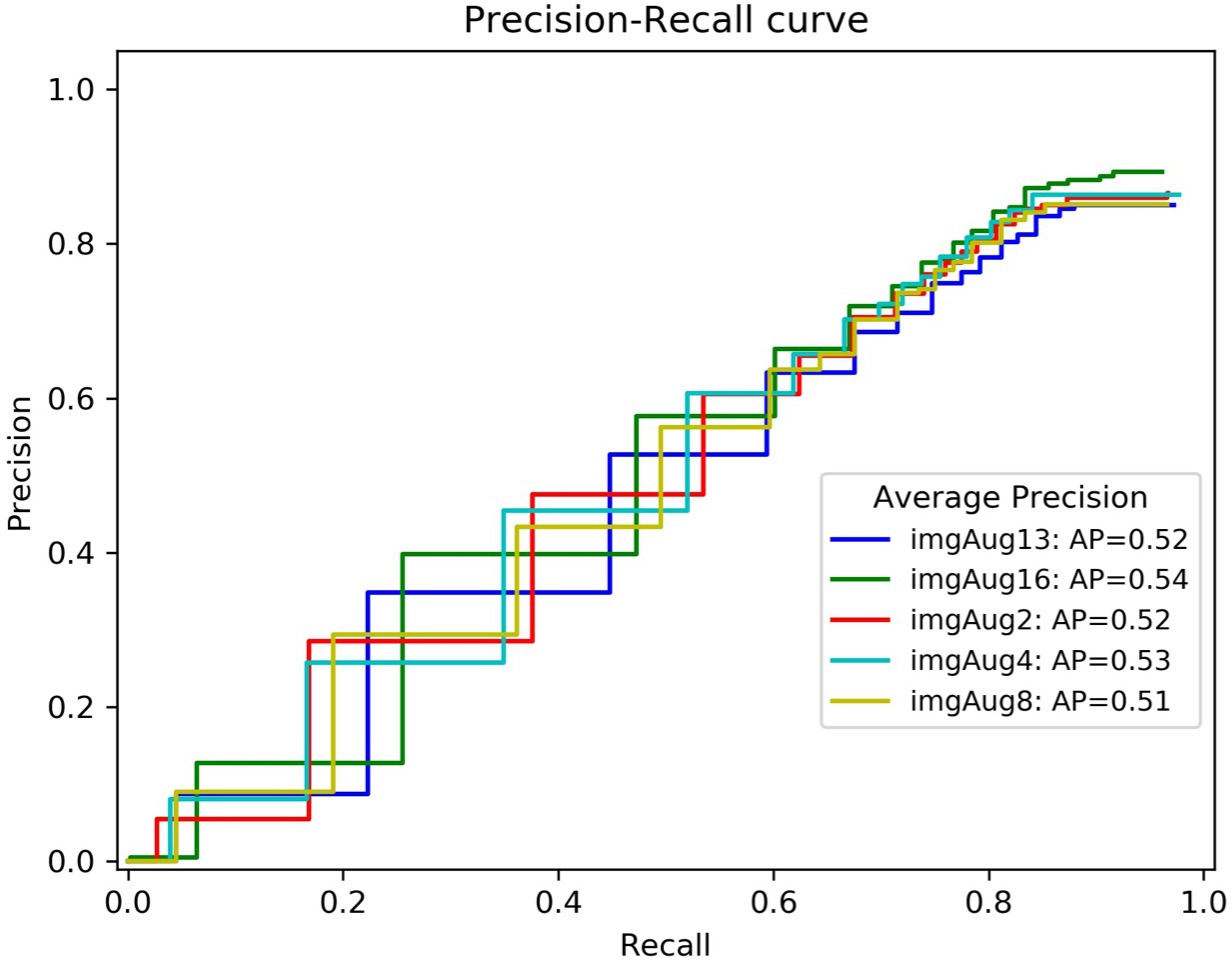 Precision-Recall curve
1.0
0.8
0.6
0.4
0.2
0.0
Precision
0.0 0.2 0.4 0.6 0.8 1.0
Recall
Average Precision
imgAug13: AP=0.52
imgAug16: AP=0.54
imgAug2: AP=0.52
imgAug4: AP=0.53
imgAug8: AP=0.51